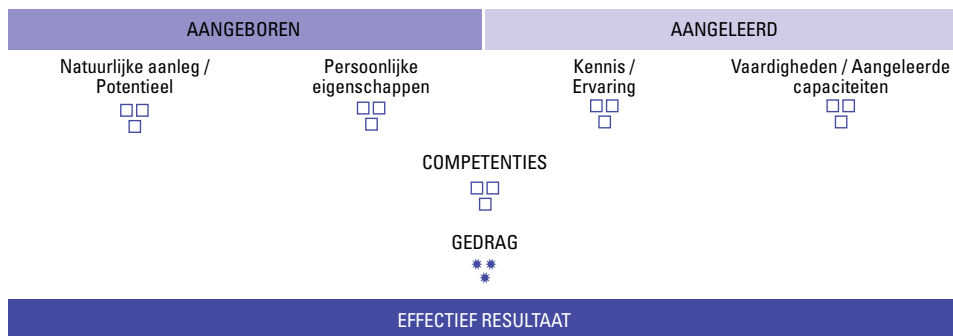 AANGEBOREN
AANGELEERD
Natuurlijke aanleg /
Potentieel
Persoonlijke
eigenschappen
Kennis /
Ervaring
Vaardigheden / Aangeleerde
capaciteiten
COMPETENTIES
GEDRAG
EFFECTIEF RESULTAAT